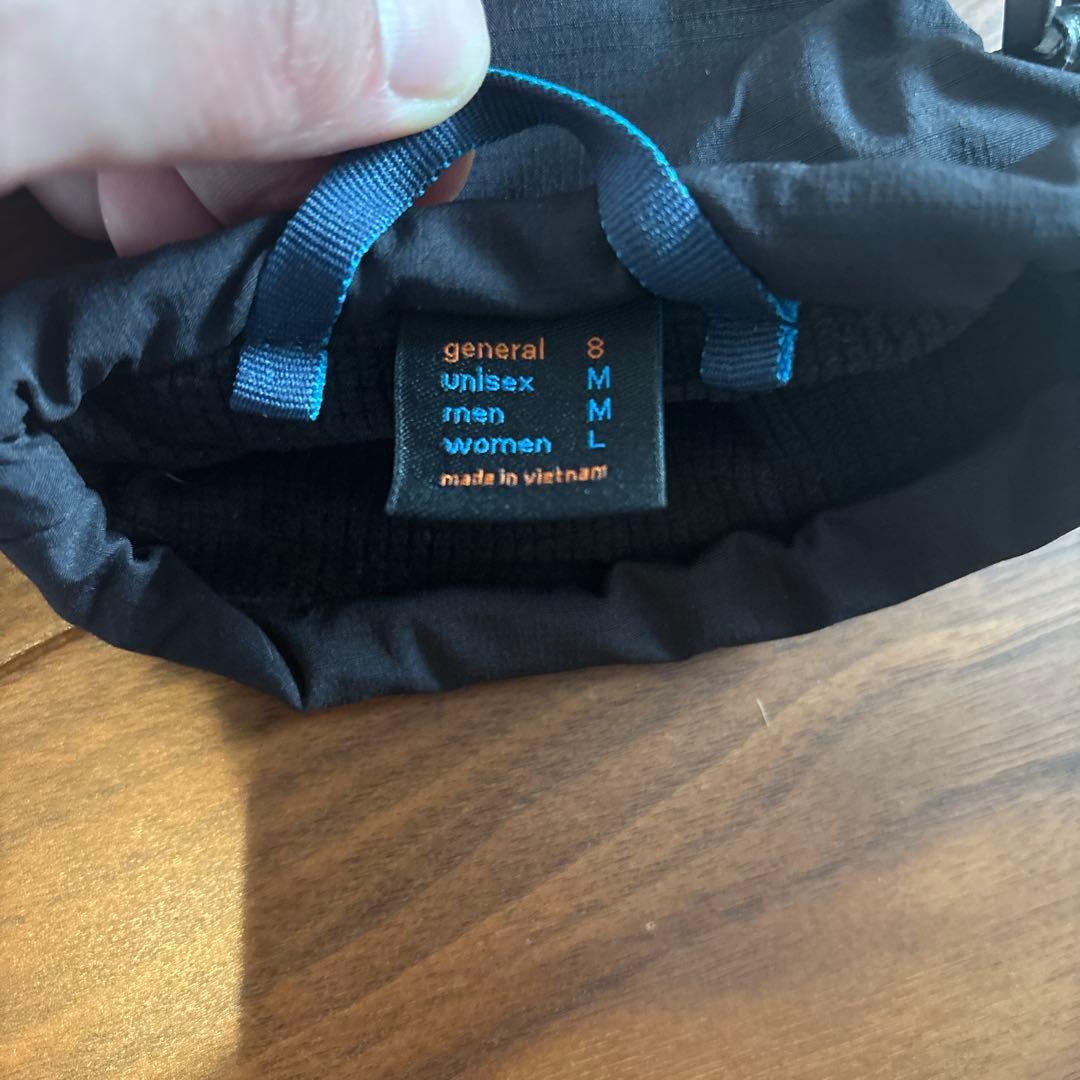 general 8
unisex M
men M
women L
made in vietnam